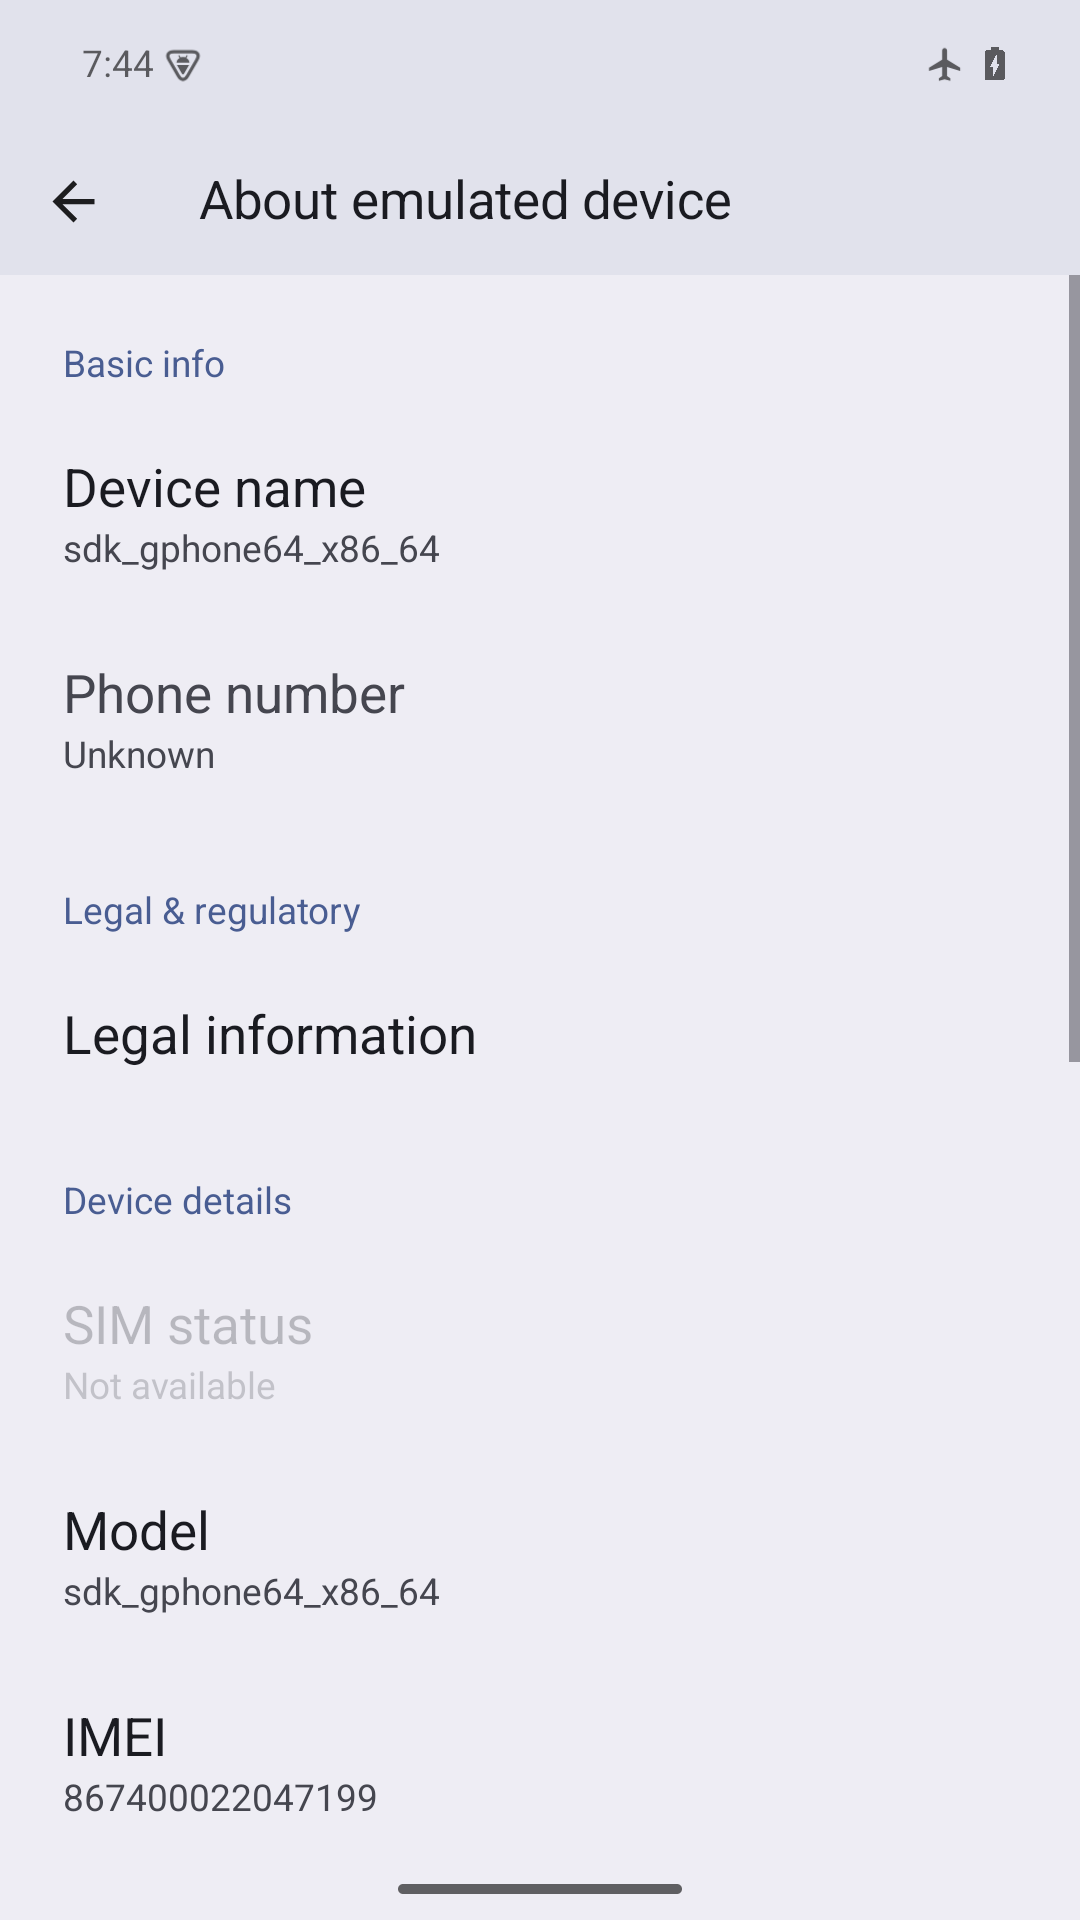 7:44
About emulated device
Basic info
Device name
sdk_gphone64_x86_64
Phone number
Unknown
Legal & regulatory
Legal information
Device details
SIM status
Not available
Model
sdk_gphone64_x86_64
IMEI
867400022047199